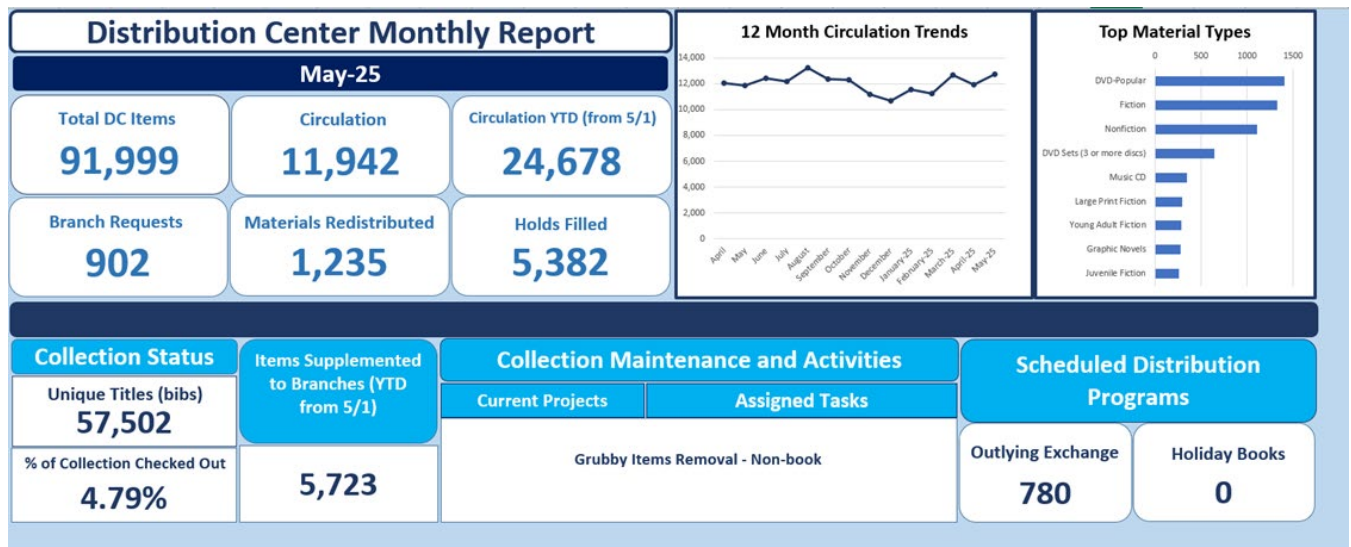 Distribution Center Monthly Report
May-25
Total DC Items
91,999
Circulation
11,942
Circulation YTD (from 5/1)
24,678
Branch Requests
902
Materials Redistributed
1,235
Holds Filled
5,382
12 Month Circulation Trends
14,000
12,000
10,000
8,000
6,000
4,000
2,000
0
April
May
June
July
August
September
October
November
December
January-25
February-25
March-25
April-25
May-25
Top Material Types
0 500 1000 1500
DVD-Popular
Fiction
Nonfiction
DVD Sets (3 or more discs)
Music CD
Large Print Fiction
Young Adult Fiction
Graphic Novels
Juvenile Fiction
Collection Status
Unique Titles (bibs)
57,502
% of Collection Checked Out
4.79%
Items Supplemented
to Branches (YTD
from 5/1)
5,723
Collection Maintenance and Activities
Current Projects
Assigned Tasks
Grubby Items Removal - Non-book
Scheduled Distribution
Programs
Outlying Exchange
780
Holiday Books
0